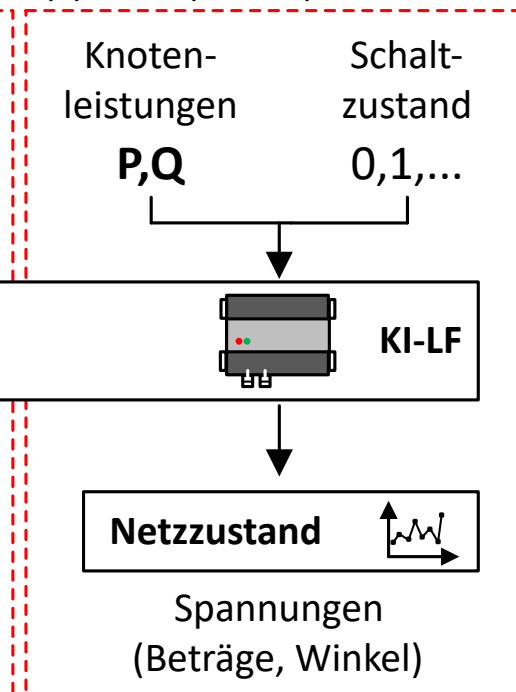 Knoten-
leistungen
P,Q
Schalt-
zustand
0,1,...
KI-LF
Netzzustand
Spannungen
(Beträge, Winkel)